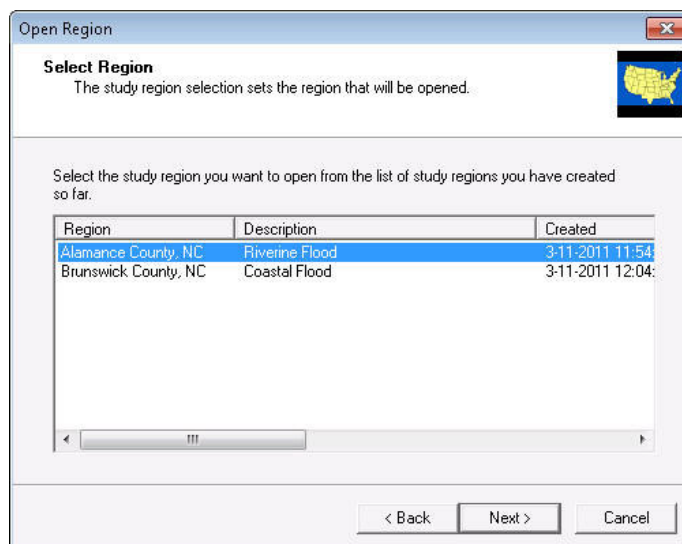 Open Region
Select Region
The study region selection sets the region that will be opened.
Select the study region you want to open from the list of study regions you have created
so far.
Region Description Created
Alamance County, NC Riverine Flood 3-11-2011 11:54:
Brunswick County, NC Coastal Flood 3-11-2011 12:04:
< Back Next > Cancel